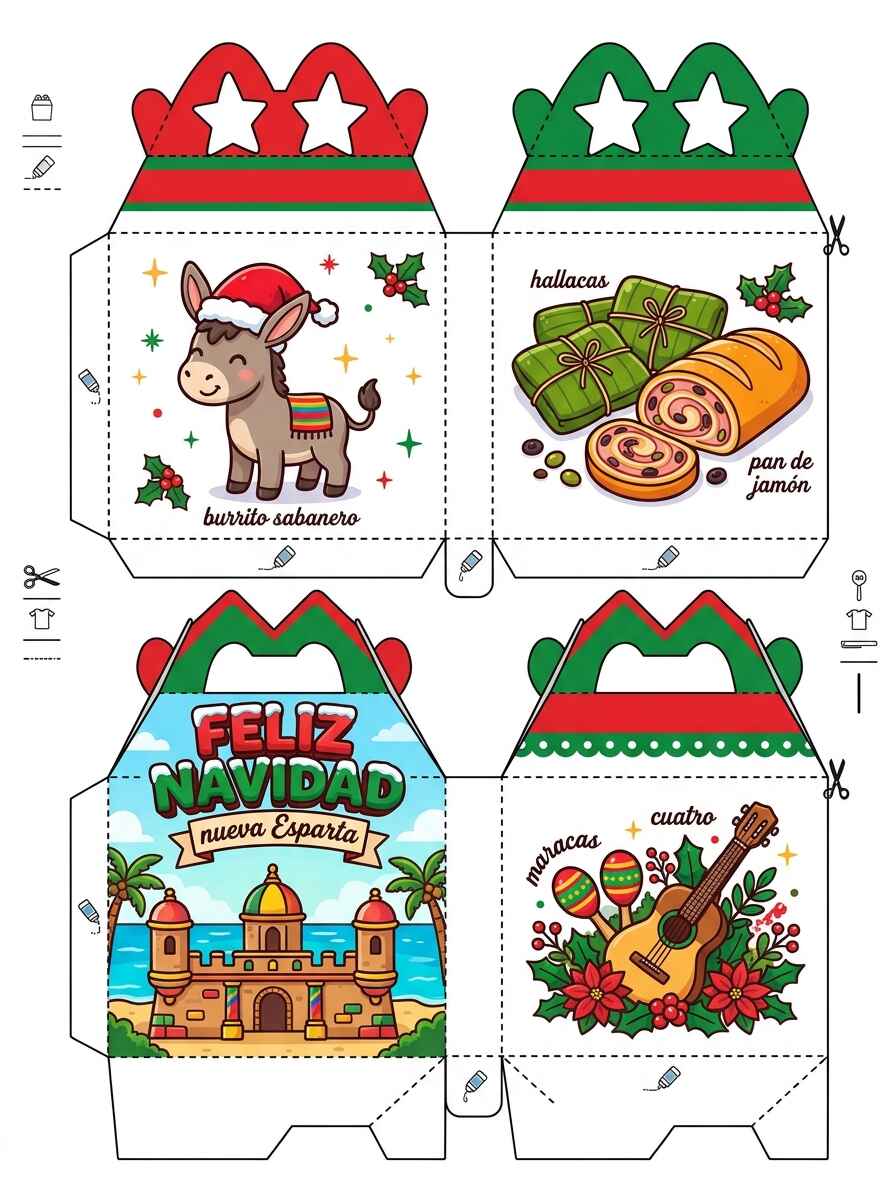 burrito sabanero
hallacas
pan de
jamón
FELIZ
NAVIDAD
nueva Esparta
maracas
cuatro